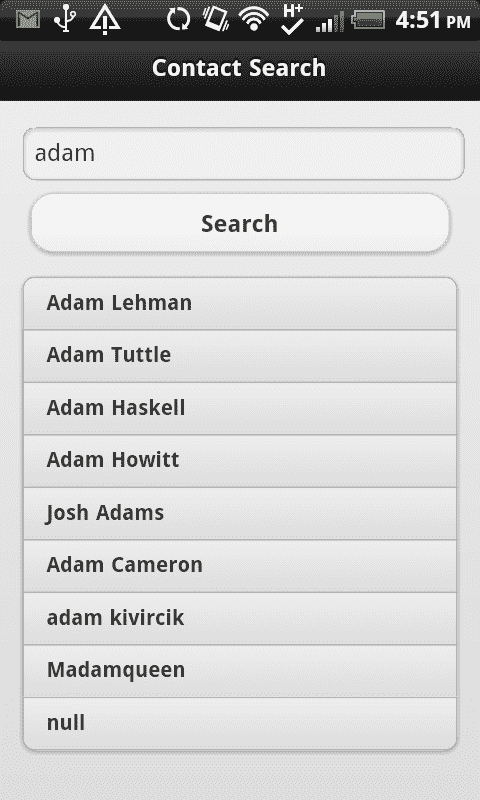 H+
4:51 PM
Contact Search
adam
Search
Adam Lehman
Adam Tuttle
Adam Haskell
Adam Howitt
Josh Adams
Adam Cameron
adam kivircik
Madamqueen
null